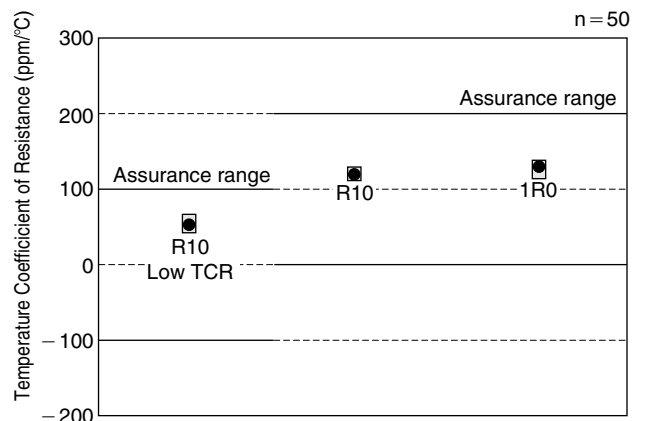 n=50
Temperature Coefficicient of Resistance (ppm/°C)
300
200
100
0
−100
−200
Assurance range
Assurance range
R10
Low TCR
R10
1R0